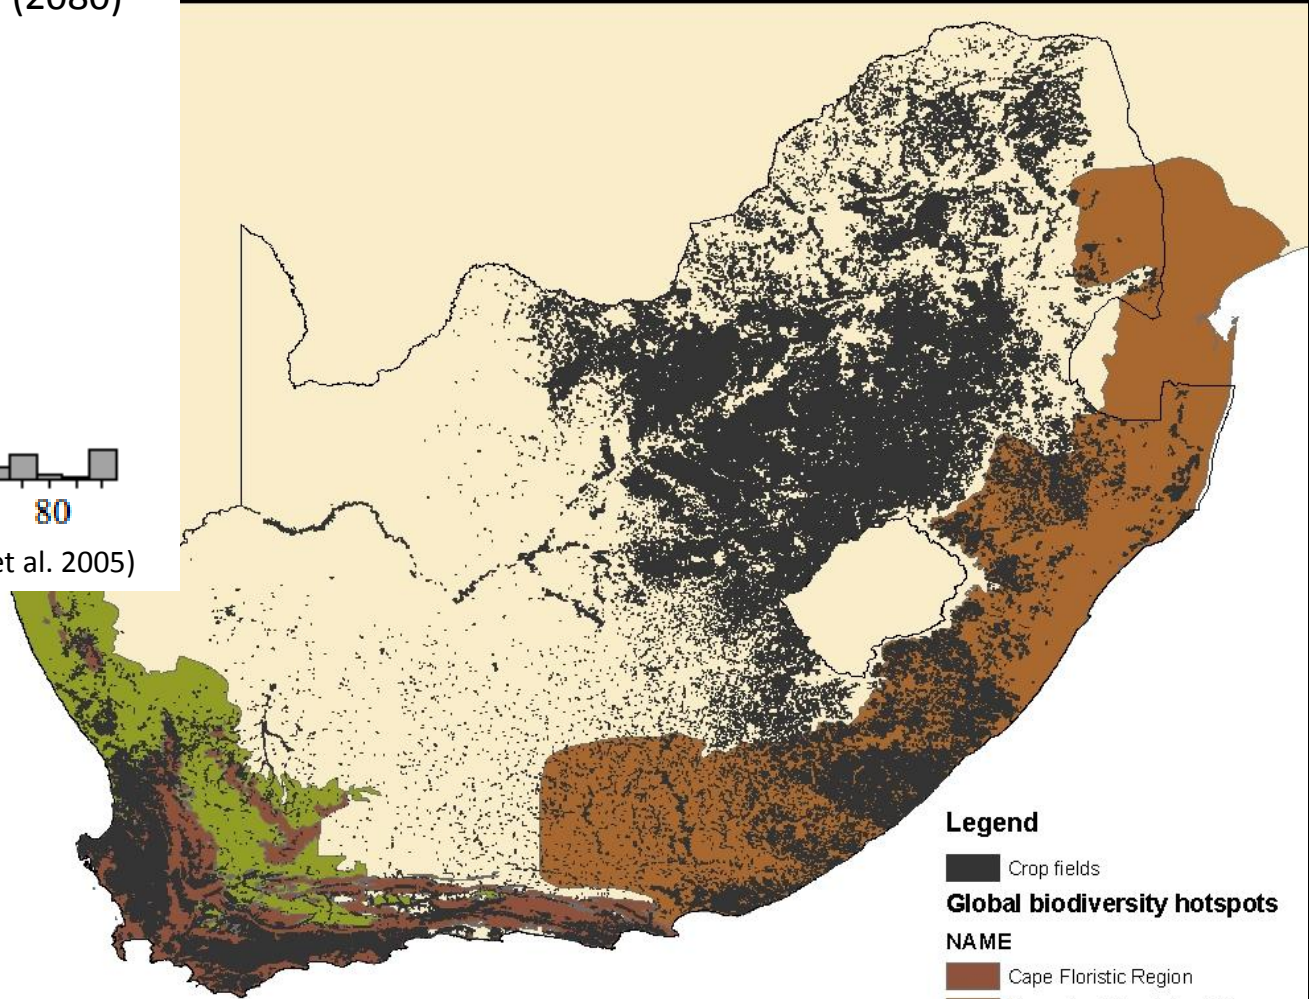 (2080)
80
et al. 2005)
Legend
Crop fields
Global biodiversity hotspots
NAME
Cape Floristic Region